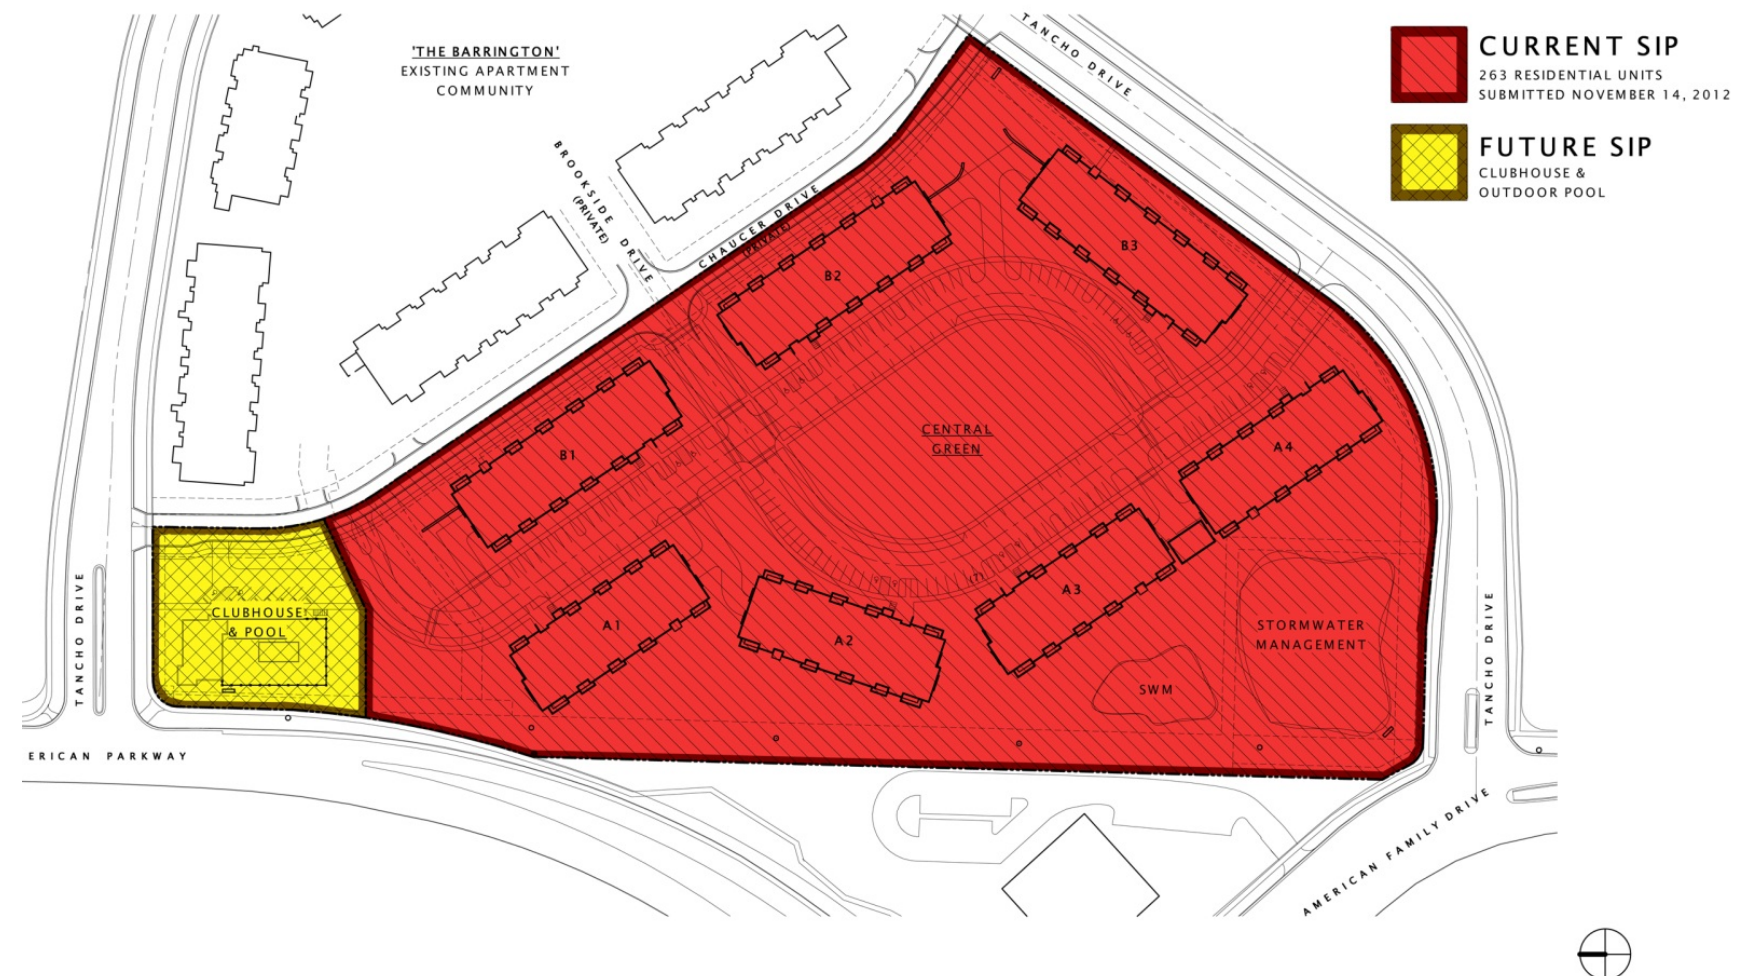 'THE BARRINGTON'
EXISTING APARTMENT
COMMUNITY
TANCHO DRIVE
CURRENT SIP
263 RESIDENTIAL UNITS
SUBMITTED NOVEMBER 14, 2012
FUTURE SIP
CLUBHOUSE &
OUTDOOR POOL
BROOKSIDE DRIVE
(PRIVATE)
CHAUCER DRIVE
(PRIVATE)
B3
B2
B1
CENTRAL
GREEN
A4
A3
(7)
A1
A2
CLUBHOUSE
& POOL
STORMWATER
MANAGEMENT
SWM
TANCHO DRIVE
TANCHO DRIVE
ERICAN PARKWAY
AMERICAN FAMILY DRIVE